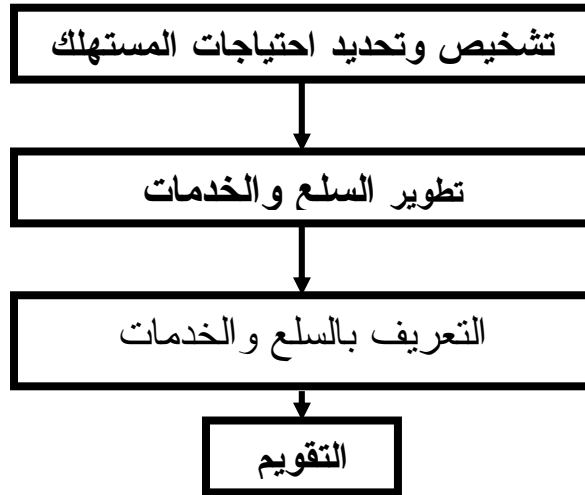 تشخيص وتحديد احتياجات المستهلك
تطوير السلع والخدمات
التعريف بالسلع والخدمات
التقويم